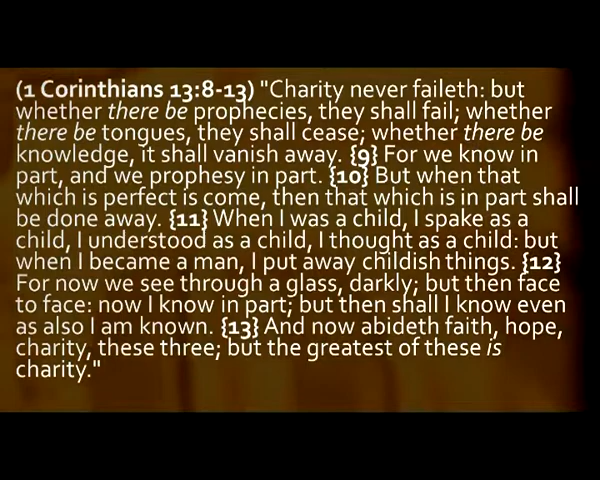 (1 Corinthians 13:8-13) "Charity never faileth: but
whether there be prophecies, they shall fail; whether
there be tongues, they shall cease; whether there be
knowledge, it shall vanish away. {9} For we know in
part, and we prophesy in part. {10} But when that
which is perfect is come, then that which is in part shall
be done away. {11} When I was a child, I spake as a
child, I understood as a child, I thought as a child: but
when I became a man, I put away childish things. {12}
For now we see through a glass, darkly; but then face
to face: now I know in part; but then shall I know even
as also I am known. {13} And now abideth faith, hope,
charity, these three; but the greatest of these is
charity."